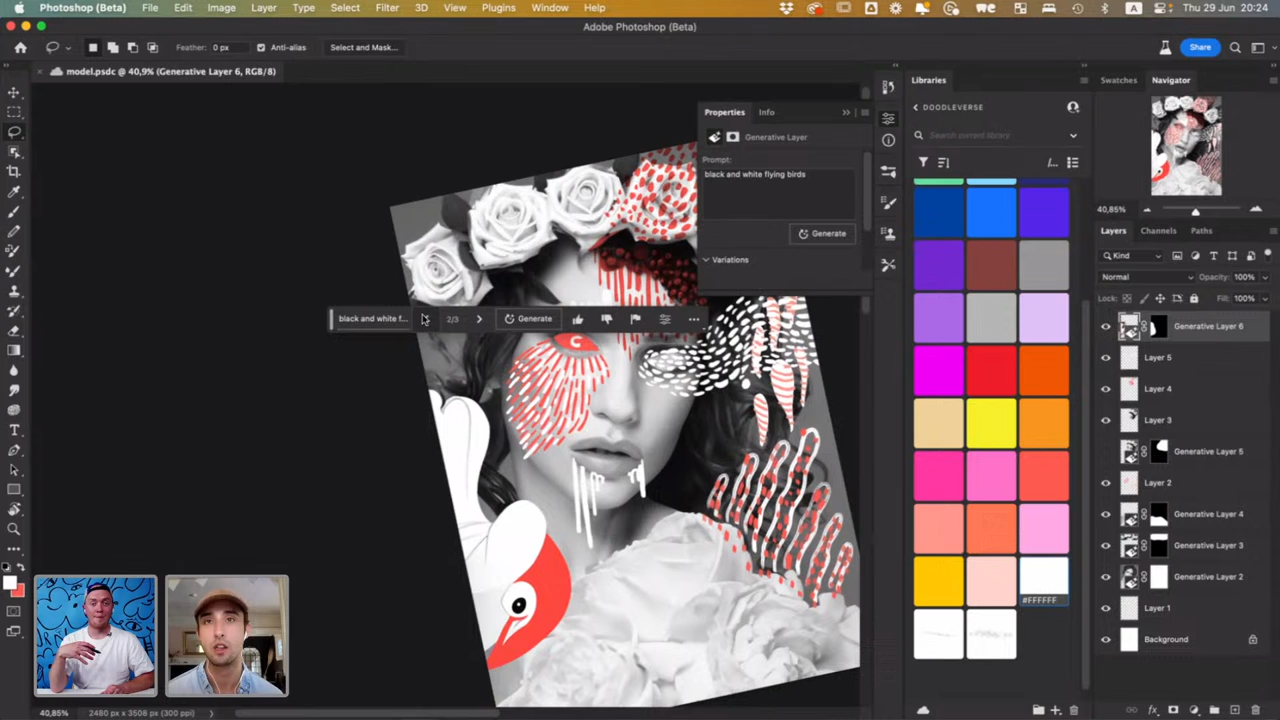 Adobe Photoshop (Beta) File Edit Image Layer Type Select Filter 3D View Plugins Window Help A Thu 29 Jun 20:24
Adobe Photoshop (Beta)
Feather: 0 px Anti-alias Select and Mask... Share
model.psdc @ 40,9% (Generative Layer 6, RGB/8)
Libraries
Swatches Navigator
DOODLEVERSE
Search current library
Properties Info
Generative Layer
Prompt:
black and white flying birds
Generate
Variations
black and white f... 2/3 Generate
40,85%
Layers Channels Paths
Kind
Normal Opacity: 100%
Lock: Fill: 100%
Generative Layer 6
Layer 5
Layer 4
Layer 3
Generative Layer 5
Layer 2
Generative Layer 4
Generative Layer 3
Generative Layer 2
Layer 1
Background
#FFFFFF
40,85% 2480 px x 3508 px (300 ppi)